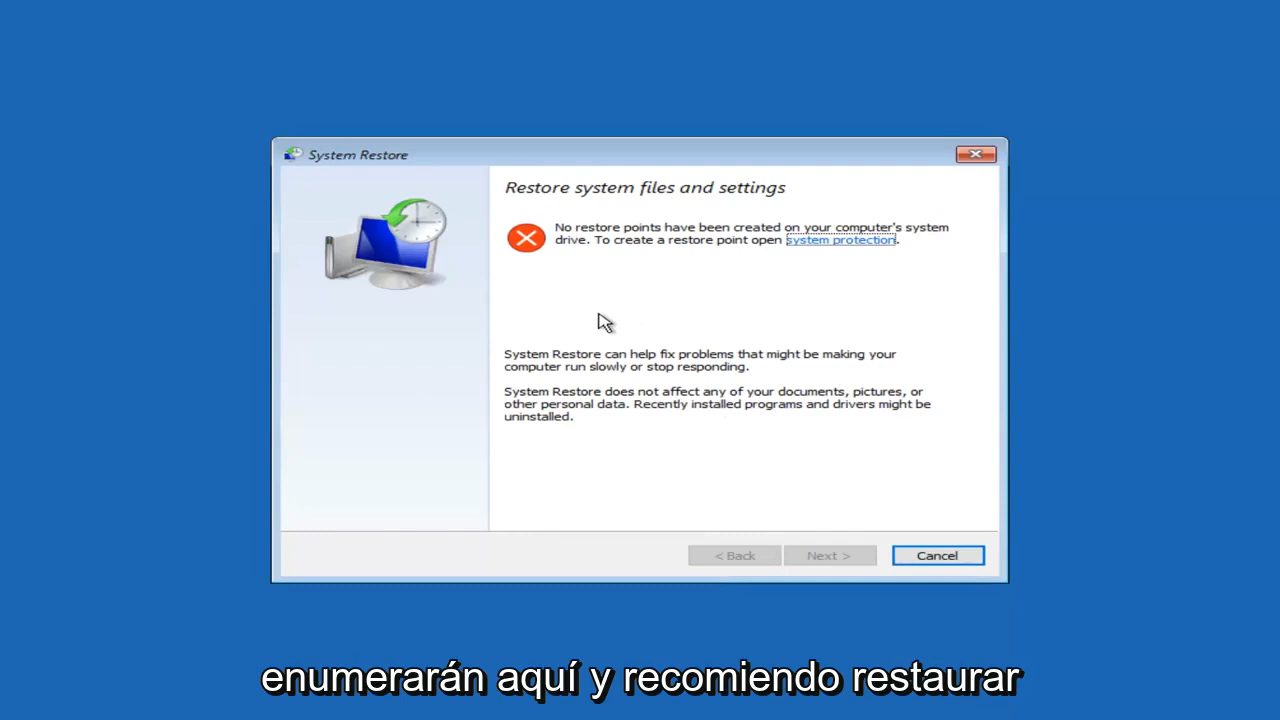 System Restore
Restore system files and settings
No restore points have been created on your computer's system
drive. To create a restore point open system protection.
System Restore can help fix problems that might be making your
computer run slowly or stop responding.
System Restore does not affect any of your documents, pictures, or
other personal data. Recently installed programs and drivers might be
uninstalled.
< Back Next > Cancel
enumerarán aquí y recomiendo restaurar